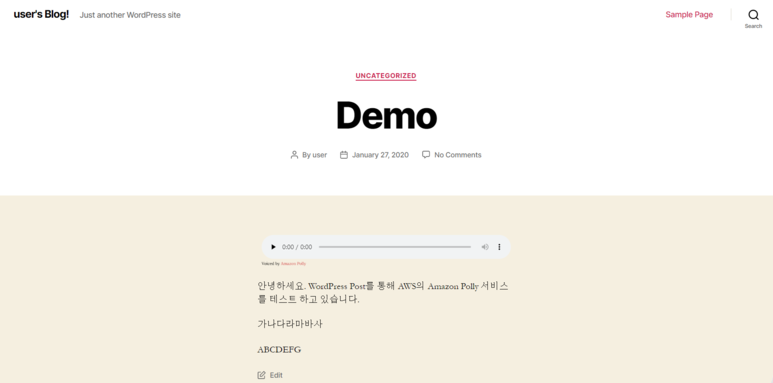 user's Blog! Just another WordPress site Sample Page
Search
UNCATEGORIZED
Demo
By user January 27, 2020 No Comments
0:00 / 0:00
Voiced by Amazon Polly
안녕하세요. WordPress Post를 통해 AWS의 Amazon Polly 서비스
를 테스트 하고 있습니다.
가나다라마바사
ABCDEFG
Edit